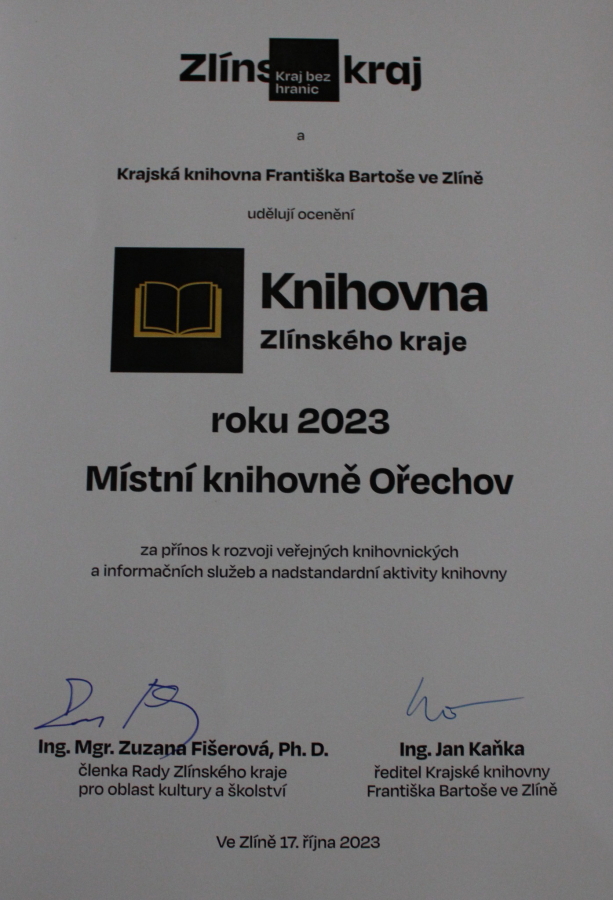 Zlíns kraj
Kraj bez
hranic
a
Krajská knihovna Františka Bartoše ve Zlíně
udělují ocenění
Knihovna
Zlínského kraje
roku 2023
Místní knihovně Ořechov
za přínos k rozvoji veřejných knihovnických
a informačních služeb a nadstandardní aktivity knihovny
Ing. Mgr. Zuzana Fišerová, Ph. D.
členka Rady Zlínského kraje
pro oblast kultury a školství
Ing. Jan Kaňka
ředitel Krajské knihovny
Františka Bartoše ve Zlíně
Ve Zlíně 17. října 2023